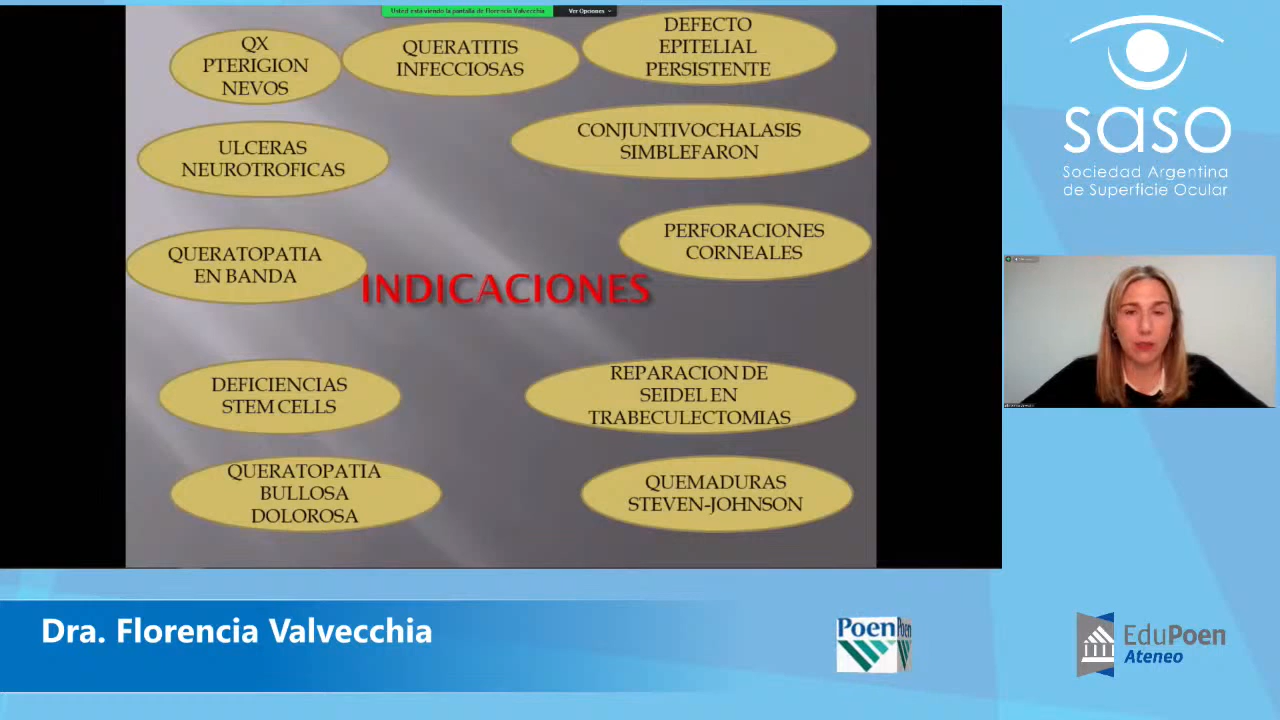 Usted está viendo la pantalla de Florencia Valvecchia
Ver Opciones
QX
PTERIGION
NEVOS
QUERATITIS
INFECCIOSAS
DEFECTO
EPITELIAL
PERSISTENTE
ULCERAS
NEUROTROFICAS
CONJUNTIVOCHALASIS
SIMBLEFARON
QUERATOPATIA
EN BANDA
PERFORACIONES
CORNEALES
INDICACIONES
DEFICIENCIAS
STEM CELLS
REPARACION DE
SEIDEL EN
TRABECULECTOMIAS
QUERATOPATIA
BULLOSA
DOLOROSA
QUEMADURAS
STEVEN-JOHNSON
saso
Sociedad Argentina
de Superficie Ocular
Dra. Florencia Valvecchia
Poen
Poen
EduPoen
Ateneo